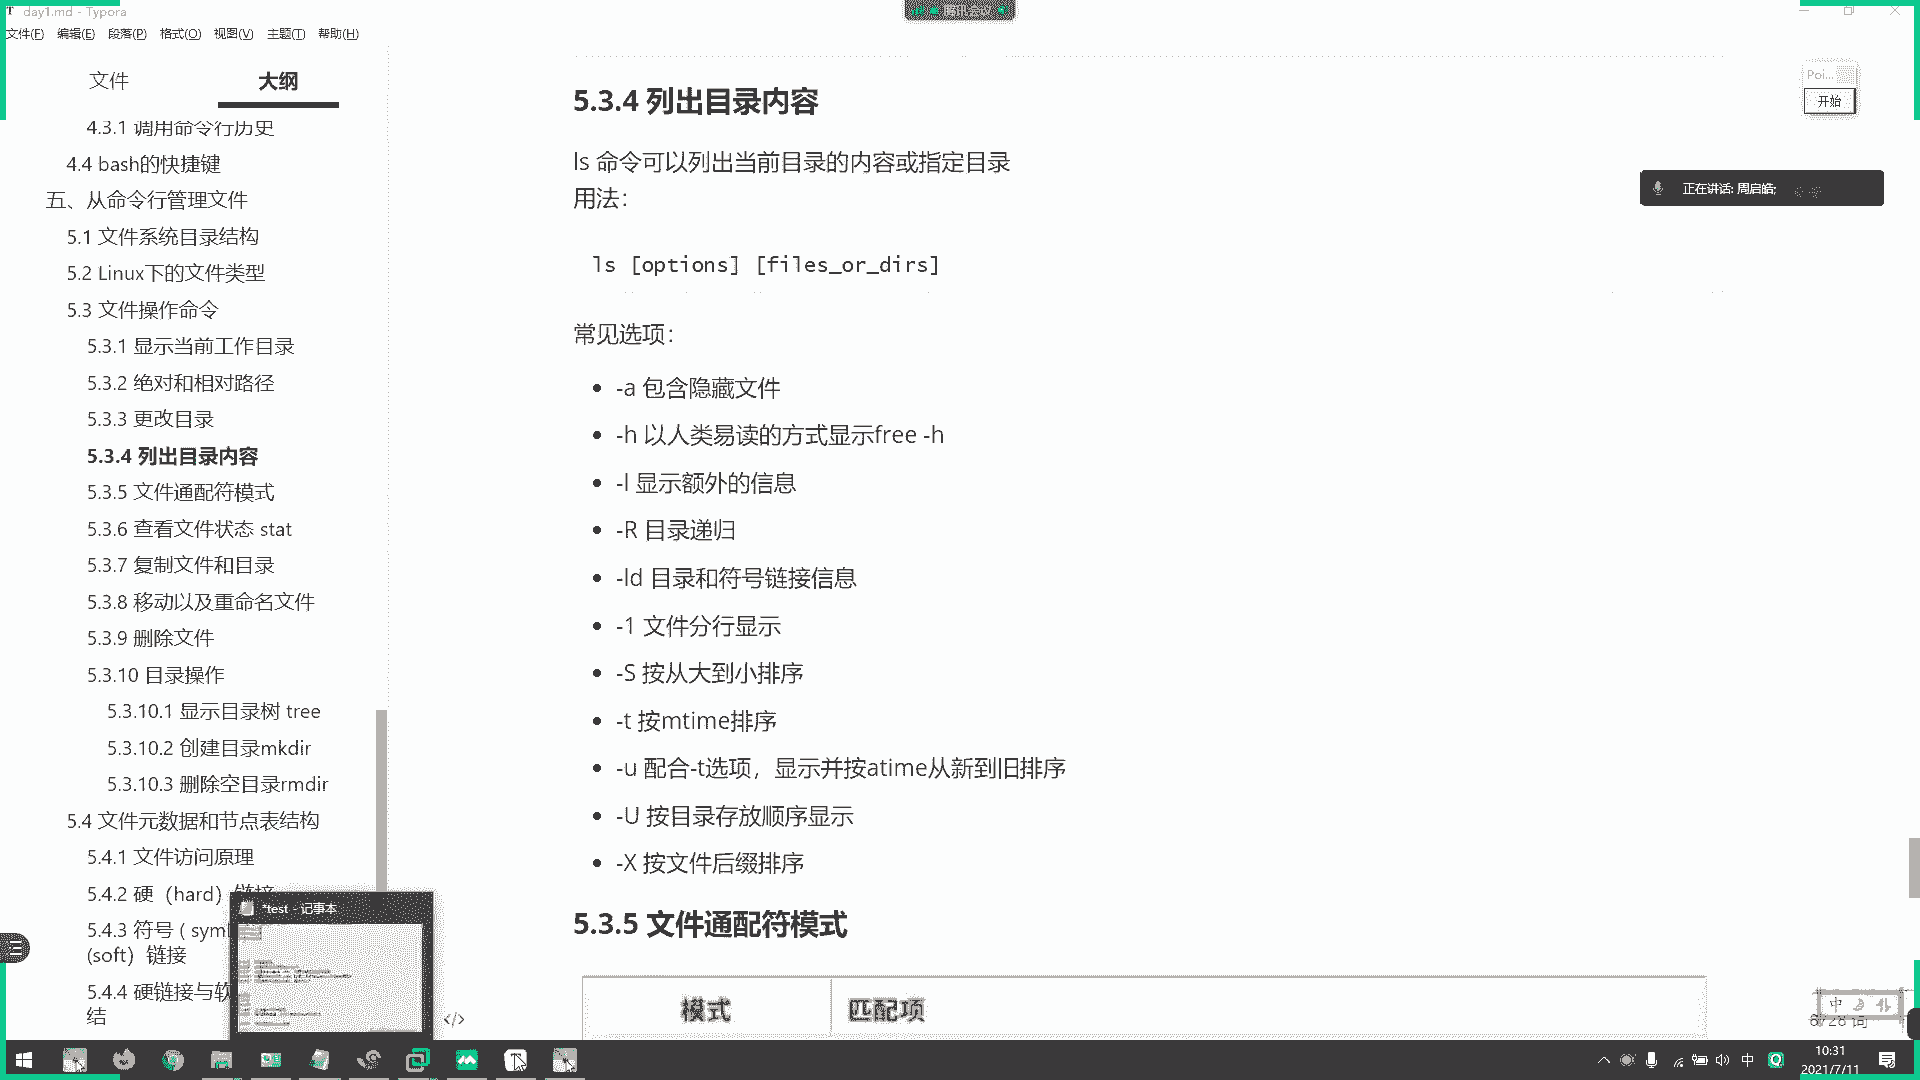 day1.md - Typora
腾讯会议
文件(F) 编辑(E) 段落(P) 格式(O) 视图(V) 主题(T) 帮助(H)
文件 大纲
4.3.1 调用命令行历史
4.4 bash的快捷键
五、从命令行管理文件
5.1 文件系统目录结构
5.2 Linux下的文件类型
5.3 文件操作命令
5.3.1 显示当前工作目录
5.3.2 绝对和相对路径
5.3.3 更改目录
5.3.4 列出目录内容
5.3.5 文件通配符模式
5.3.6 查看文件状态 stat
5.3.7 复制文件和目录
5.3.8 移动以及重命名文件
5.3.9 删除文件
5.3.10 目录操作
5.3.10.1 显示目录树 tree
5.3.10.2 创建目录mkdir
5.3.10.3 删除空目录rmdir
5.4 文件元数据和节点表结构
5.4.1 文件访问原理
5.4.2 硬（hard）链接
5.4.3 符号 ( sym
(soft）链接
5.4.4 硬链接与软
结
*test - 记事本
5.3.4 列出目录内容
ls 命令可以列出当前目录的内容或指定目录
用法：
ls [options] [files_or_dirs]
常见选项：
-a 包含隐藏文件
-h 以人类易读的方式显示free -h
-l 显示额外的信息
-R 目录递归
-ld 目录和符号链接信息
-1 文件分行显示
-S 按从大到小排序
-t 按mtime排序
-u 配合-t选项，显示并按atime从新到旧排序
-U 按目录存放顺序显示
-X 按文件后缀排序
5.3.5 文件通配符模式
模式 匹配项
</>
Poi...
开始
正在讲话: 周启皓;
中
词
中
10:31
2021/7/11